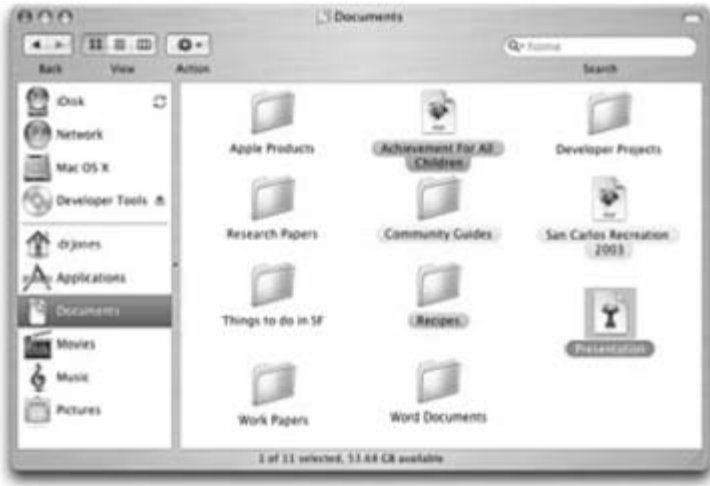 Documents
Back
View
Action
home
Search
iDisk
Network
Mac OS X
Developer Tools
drjones
Applications
Documents
Movies
Music
Pictures
Apple Products
Achievement For All
Children
Developer Projects
Research Papers
Community Guides
San Carlos Recreation
2003
Things to do in SF
Recipes
Presentation
Work Papers
Word Documents
1 of 11 selected, 53.68 GB available